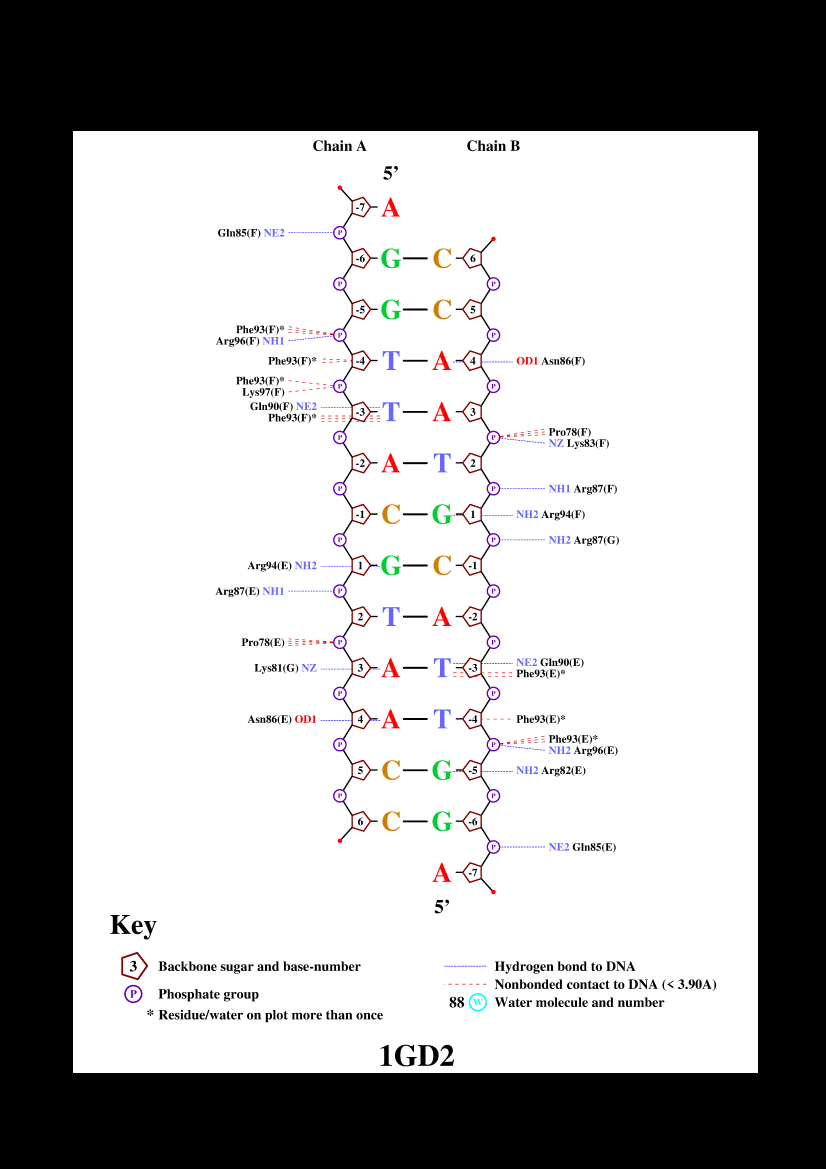 Chain A Chain B
5’
-7 A
Gln85(F) NE2 P
-6 G C 6
P P
-5 G C 5
Phe93(F)*
Arg96(F) NH1 P P
Phe93(F)* -4 T A 4 OD1 Asn86(F)
Phe93(F)*
Lys97(F) P P
Gln90(F) NE2
Phe93(F)* -3 T A 3
Pro78(F)
P P NZ Lys83(F)
-2 A T 2
P P NH1 Arg87(F)
-1 C G 1 NH2 Arg94(F)
P P NH2 Arg87(G)
Arg94(E) NH2 1 G C -1
Arg87(E) NH1 P P
2 T A -2
Pro78(E) P P
NE2 Gln90(E)
Lys81(G) NZ 3 A T -3
Phe93(E)*
P P
Asn86(E) OD1 4 A T -4 Phe93(E)*
Phe93(E)*
P P NH2 Arg96(E)
5 C G -5 NH2 Arg82(E)
P P
6 C G -6
P NE2 Gln85(E)
A -7
5’
Key
3 Backbone sugar and base-number
P Phosphate group
* Residue/water on plot more than once
Hydrogen bond to DNA
Nonbonded contact to DNA (< 3.90A)
88 W Water molecule and number
1GD2